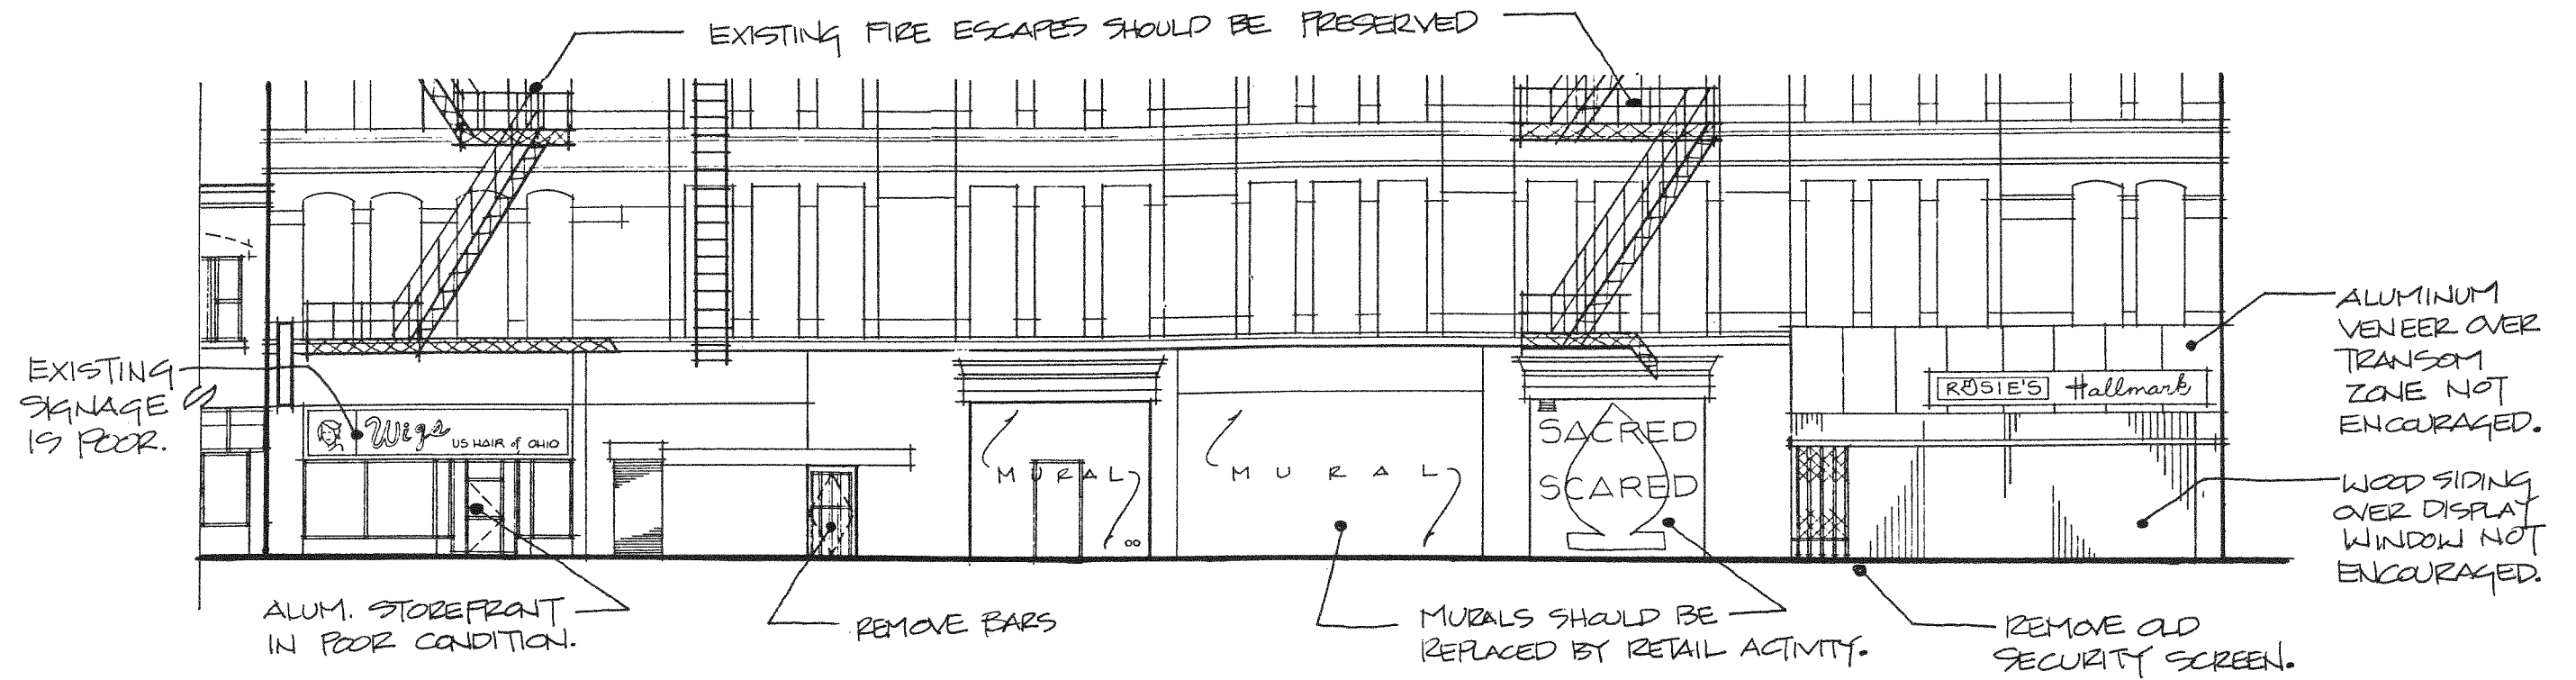 EXISTING FIRE ESCAPES SHOULD BE PRESERVED
EXISTING
SIGNAGE
IS POOR.
Wigs US HAIR of OHIO
MURAL
MURAL
SACRED
SCARED
ROSIE'S Hallmark
ALUMINUM
VENEER OVER
TRANSOM
ZONE NOT
ENCOURAGED.
WOOD SIDING
OVER DISPLAY
WINDOW NOT
ENCOURAGED.
ALUM. STOREFRONT
IN POOR CONDITION.
REMOVE BARS
MURALS SHOULD BE
REPLACED BY RETAIL ACTIVITY.
REMOVE OLD
SECURITY SCREEN.